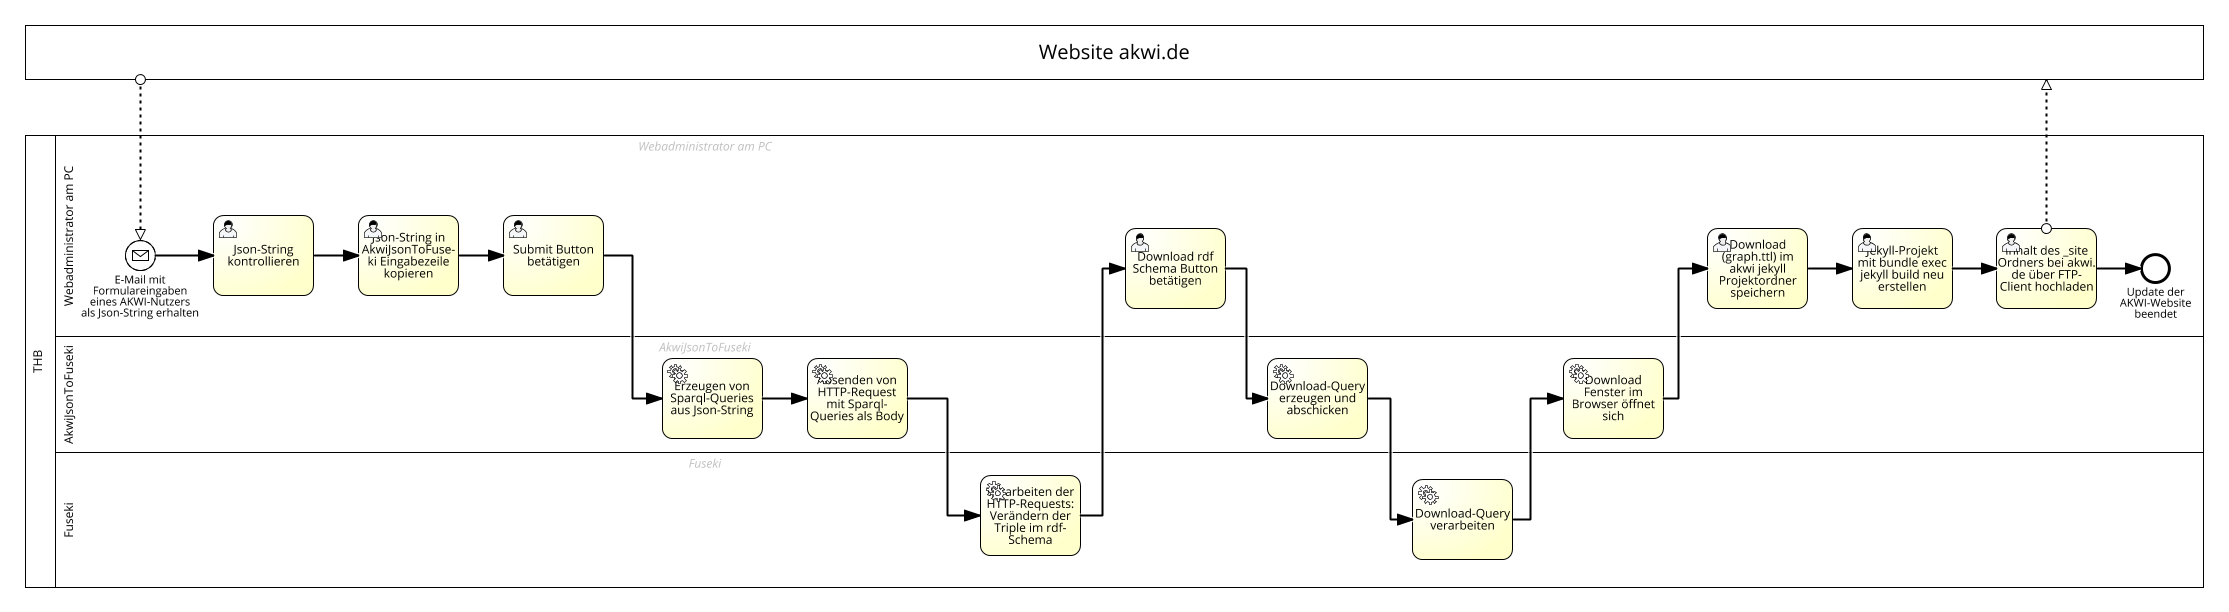 Website akwi.de
THB
Webadministrator am PC
Webadministrator am PC
E-Mail mit
Formulareingaben
eines AKWI-Nutzers
als Json-String erhalten
Json-String
kontrollieren
Json-String in
AkwiJsonToFuse-
ki Eingabezeile
kopieren
Submit Button
betätigen
Download rdf
Schema Button
betätigen
Download
(graph.ttl) im
akwi jekyll
Projektordner
speichern
Jekyll-Projekt
mit bundle exec
jekyll build neu
erstellen
Inhalt des _site
Ordners bei akwi.
de über FTP-
Client hochladen
Update der
AKWI-Website
beendet
AkwiJsonToFuseki
AkwiJsonToFuseki
Erzeugen von
Sparql-Queries
aus Json-String
Absenden von
HTTP-Request
mit Sparql-
Queries als Body
Download-Query
erzeugen und
abschicken
Download
Fenster im
Browser öffnet
sich
Fuseki
Fuseki
der
HTTP-Requests:
Verändern der
Triple im rdf-
Schema
Download-Query
verarbeiten